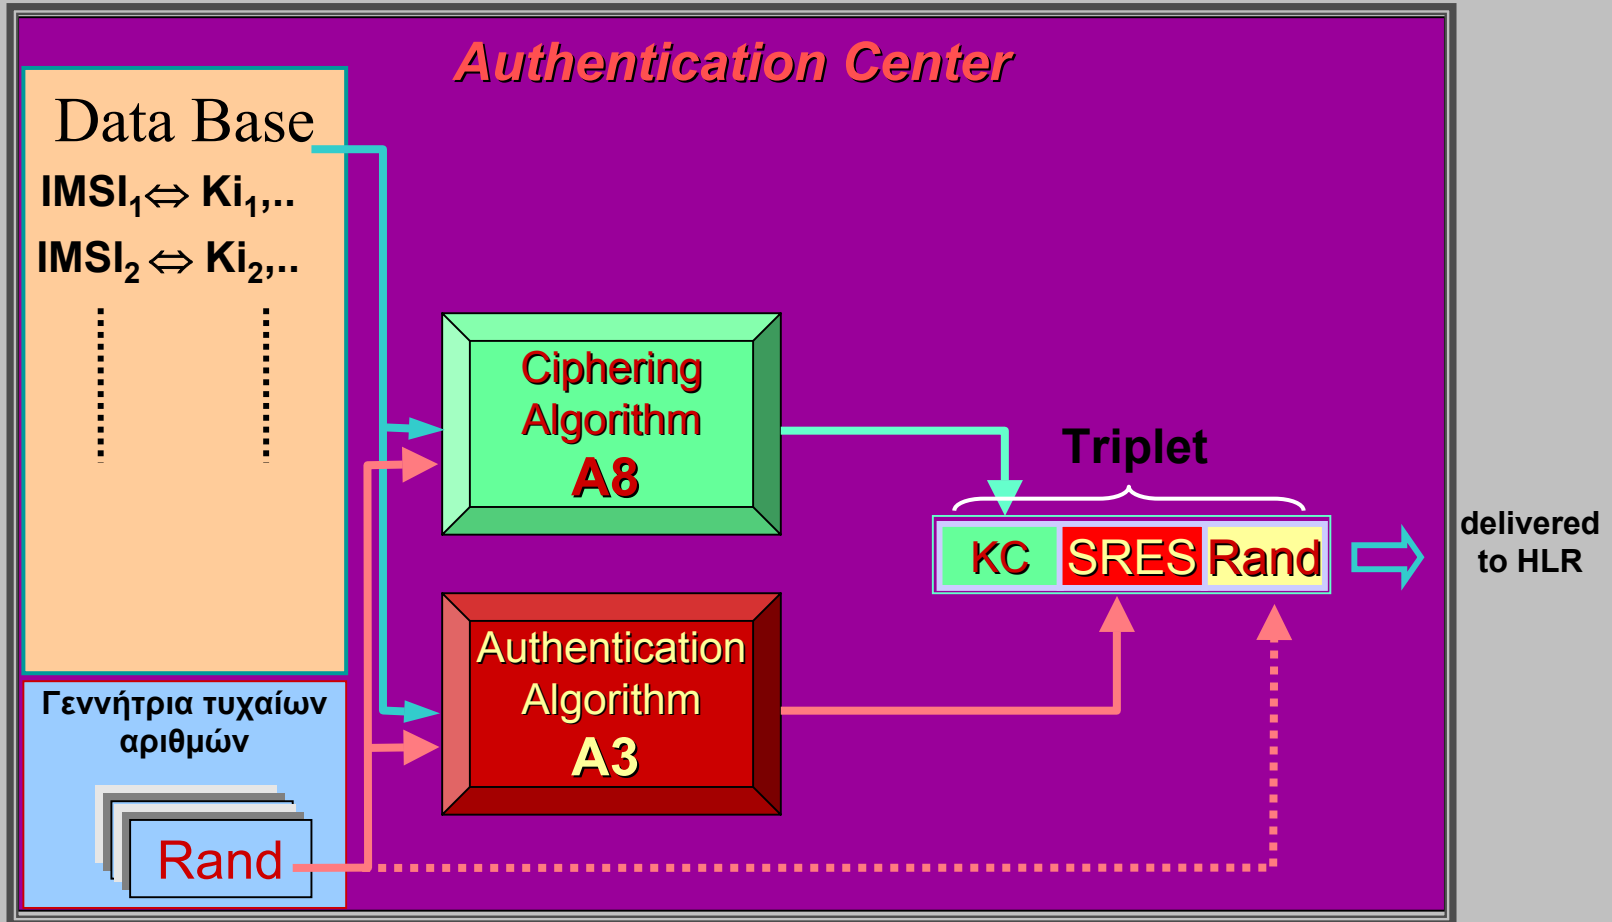 Authentication Center
Data Base
IMSI₁⇔ Ki₁,..
IMSI₂ ⇔ Ki₂,..
Ciphering
Algorithm
A8
Triplet
KC SRES Rand
delivered
to HLR
Authentication
Algorithm
A3
Γεννήτρια τυχαίων
αριθμών
Rand